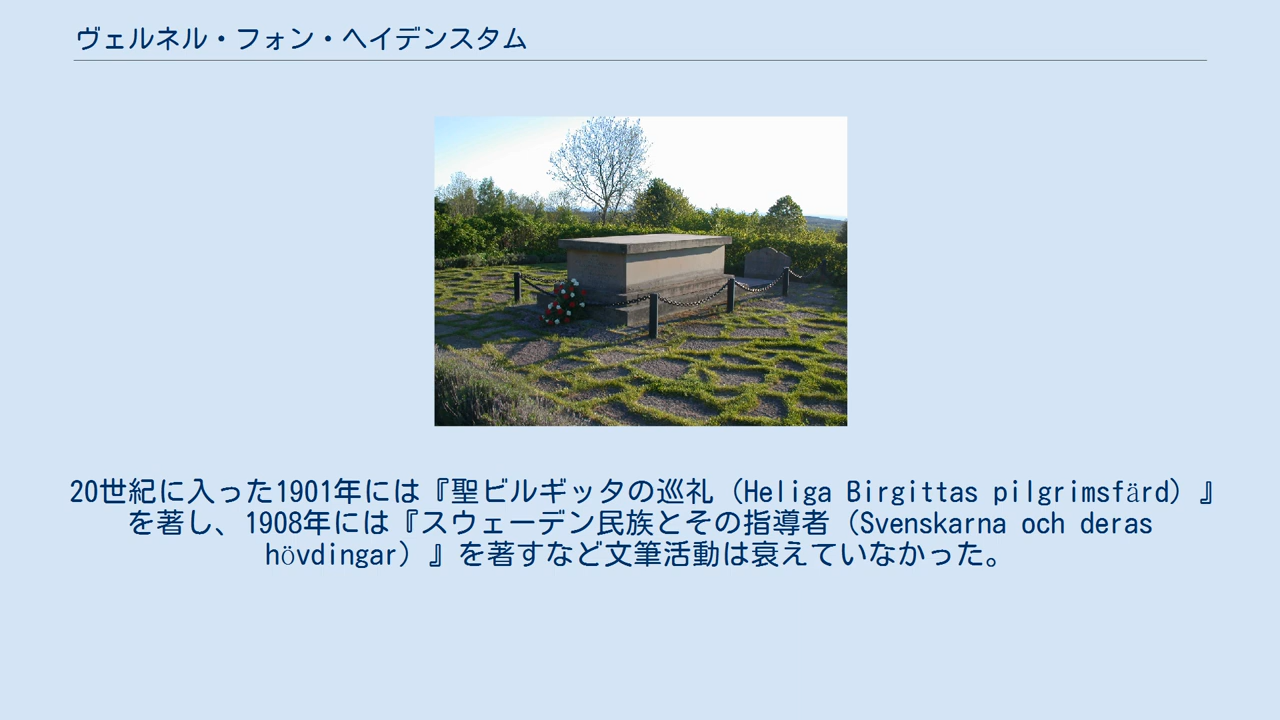 ヴェルネル・フォン・ヘイデンスタム
20世紀に入った1901年には『聖ビルギッタの巡礼（Heliga Birgittas pilgrimsfärd）』
を著し、1908年には『スウェーデン民族とその指導者（Svenskarna och deras
hövdingar）』を著すなど文筆活動は衰えていなかった。